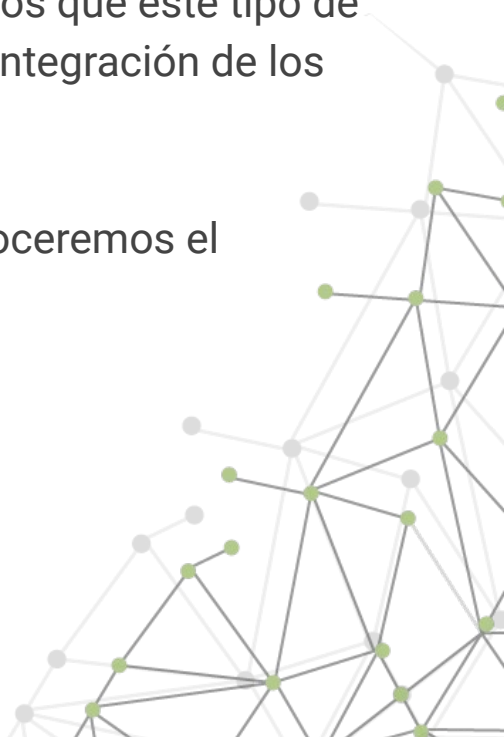 os que este tipo de
ntegración de los
oceremos el